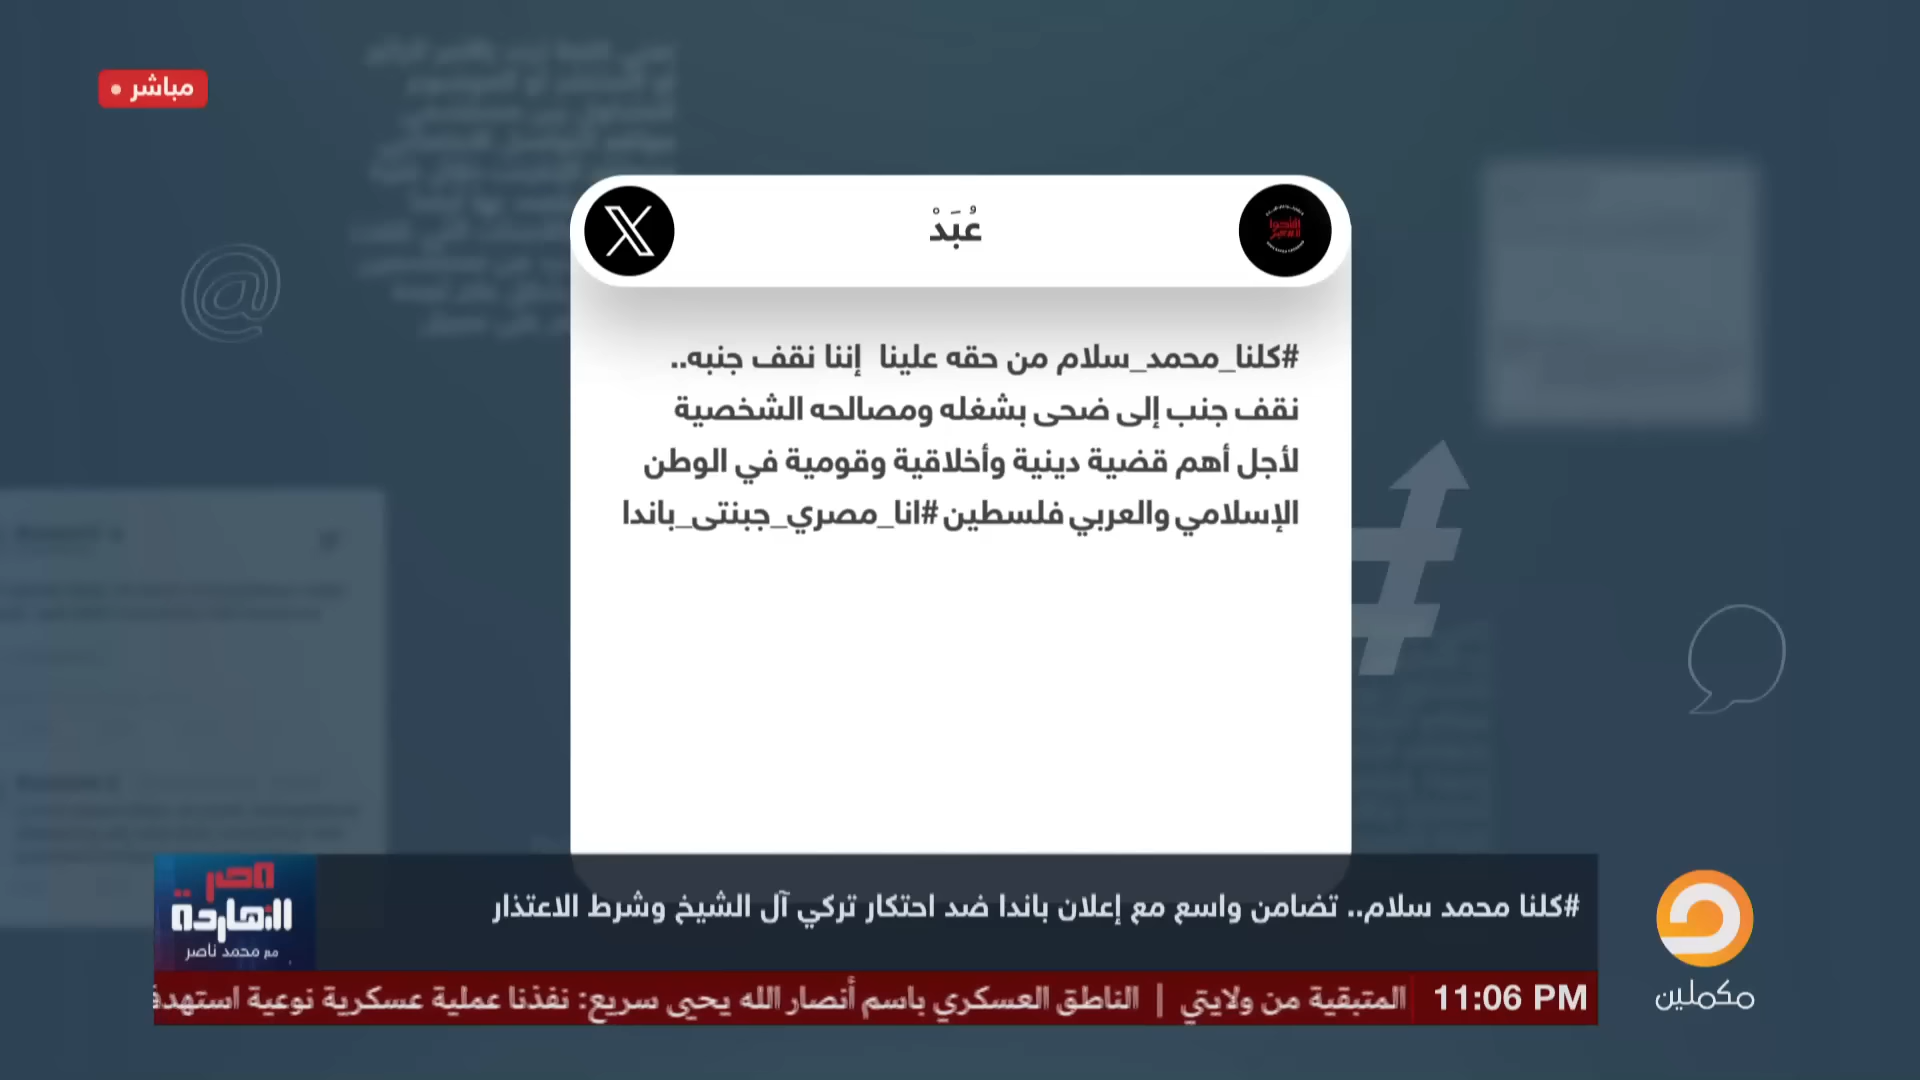 مباشر
عُبَدْ
#كلنا_محمد_سلام من حقه علينا إننا نقف جنبه..
نقف جنب إلى ضحى بشغله ومصالحه الشخصية
لأجل أهم قضية دينية وأخلاقية وقومية في الوطن
الإسلامي والعربي فلسطين #انا_مصري_جبنتى_باندا
#كلنا محمد سلام.. تضامن واسع مع إعلان باندا ضد احتكار تركي آل الشيخ وشرط الاعتذار
مصر
النهاردة
مع محمد ناصر
11:06 PM
المتبقية من ولايتي | الناطق العسكري باسم أنصار الله يحيى سريع: نفذنا عملية عسكرية نوعية
مكملين